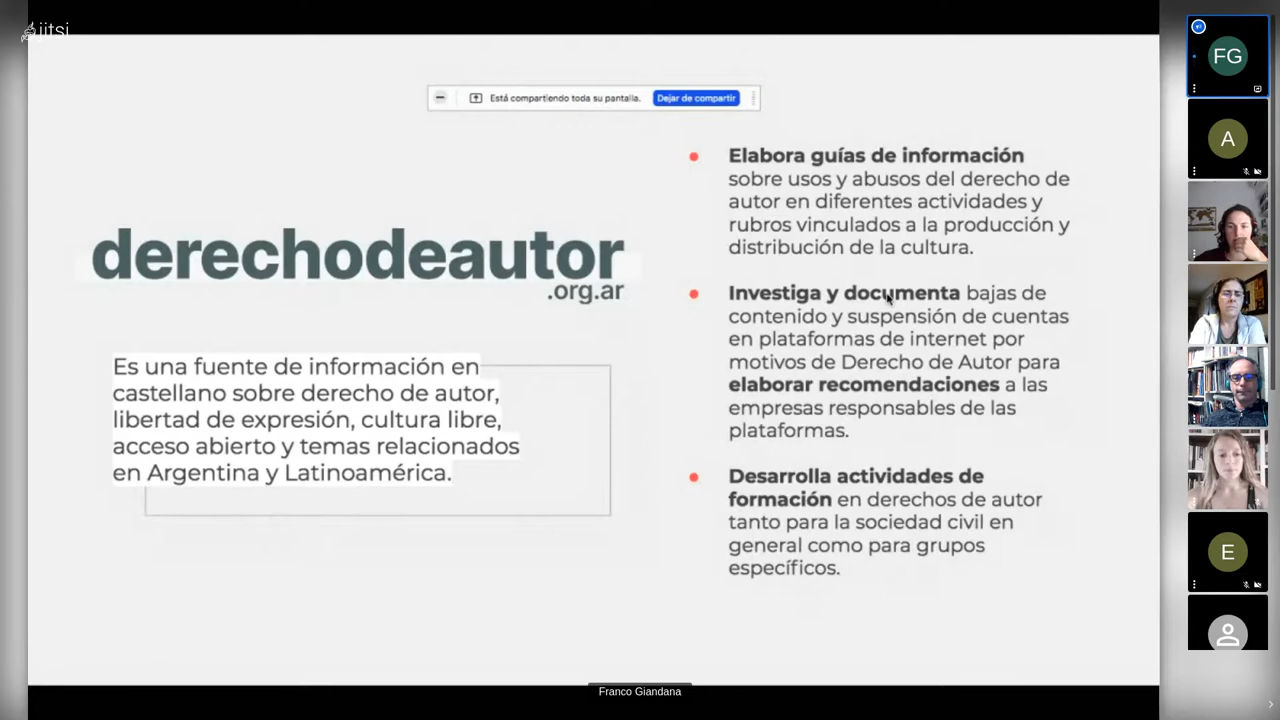 jitsi
Está compartiendo toda su pantalla.
Dejar de compartir
derechodeautor
.org.ar
Es una fuente de información en
castellano sobre derecho de autor,
libertad de expresión, cultura libre,
acceso abierto y temas relacionados
en Argentina y Latinoamérica.
Elabora guías de información
sobre usos y abusos del derecho de
autor en diferentes actividades y
rubros vinculados a la producción y
distribución de la cultura.
Investiga y documenta bajas de
contenido y suspensión de cuentas
en plataformas de internet por
motivos de Derecho de Autor para
elaborar recomendaciones a las
empresas responsables de las
plataformas.
Desarrolla actividades de
formación en derechos de autor
tanto para la sociedad civil en
general como para grupos
específicos.
FG
A
E
Franco Giandana